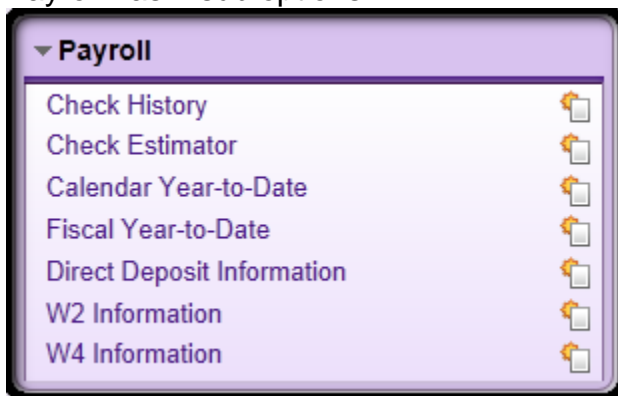 Payroll
Check History
Check Estimator
Calendar Year-to-Date
Fiscal Year-to-Date
Direct Deposit Information
W2 Information
W4 Information